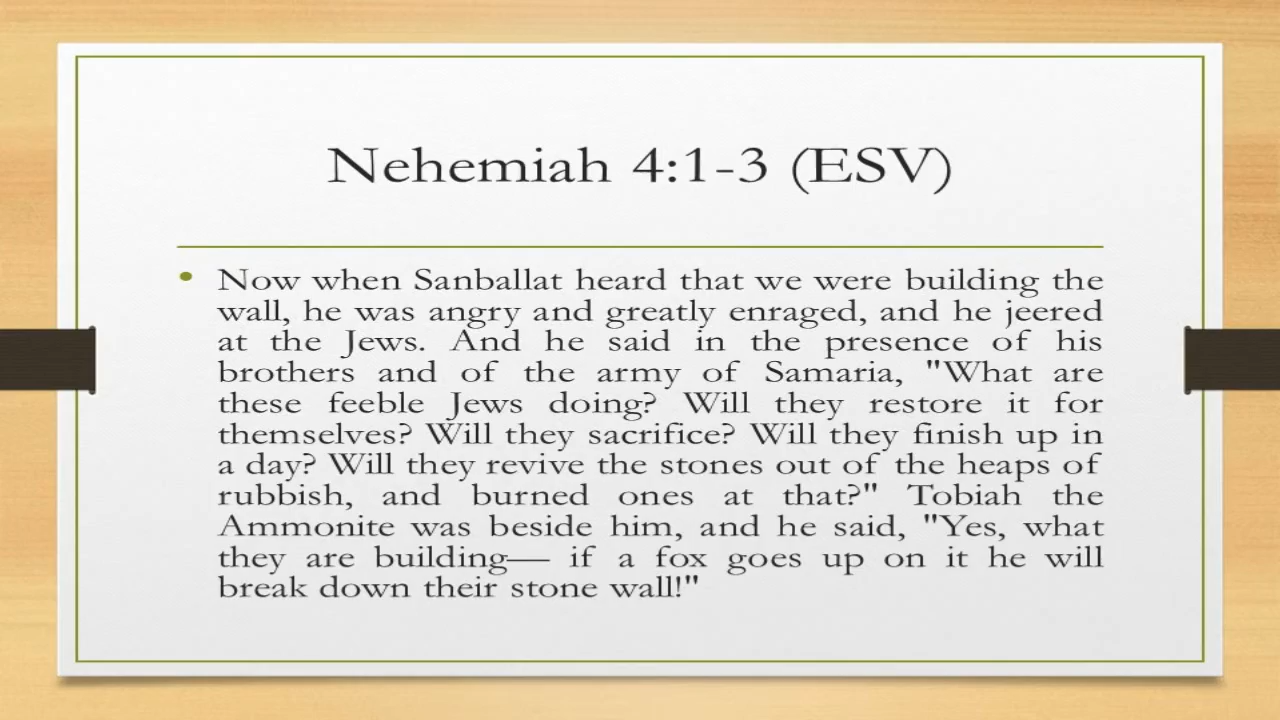 Nehemiah 4:1-3 (ESV)
• Now when Sanballat heard that we were building the
wall, he was angry and greatly enraged, and he jeered
at the Jews. And he said in the presence of his
brothers and of the army of Samaria, "What are
these feeble Jews doing? Will they restore it for
themselves? Will they sacrifice? Will they finish up in
a day? Will they revive the stones out of the heaps of
rubbish, and burned ones at that?" Tobiah the
Ammonite was beside him, and he said, "Yes, what
they are building— if a fox goes up on it he will
break down their stone wall!"